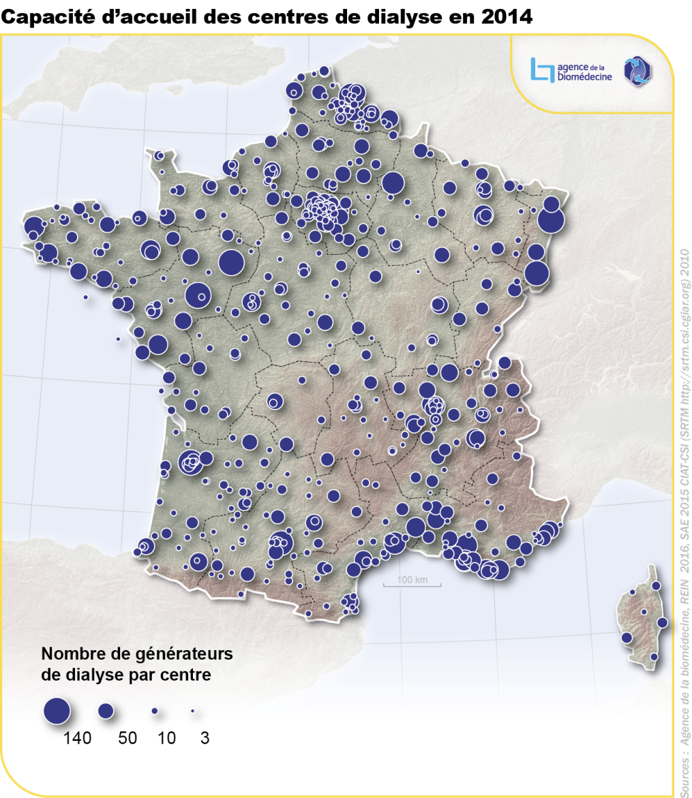 Capacité d’accueil des centres de dialyse en 2014
agence de la
biomédecine
100 km
Nombre de générateurs
de dialyse par centre
140 50 10 3
Sources : Agence de la biomédecine, REIN 2016, SAE 2015 CIAT-CSI (SRTM http://srtm.csi.cgiar.org) 2010